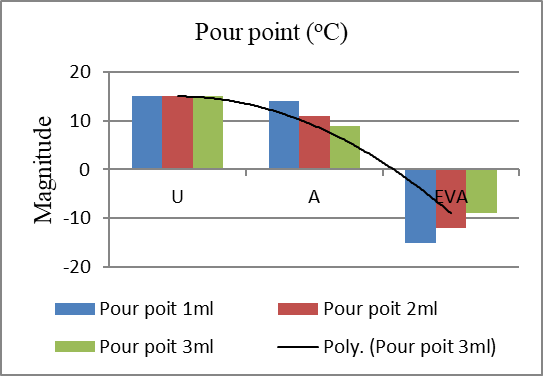 Pour point (°C)
Magnitude
20
10
0
-10
-20
U A EVA
Pour poit 1ml Pour poit 2ml
Pour poit 3ml Poly. (Pour poit 3ml)